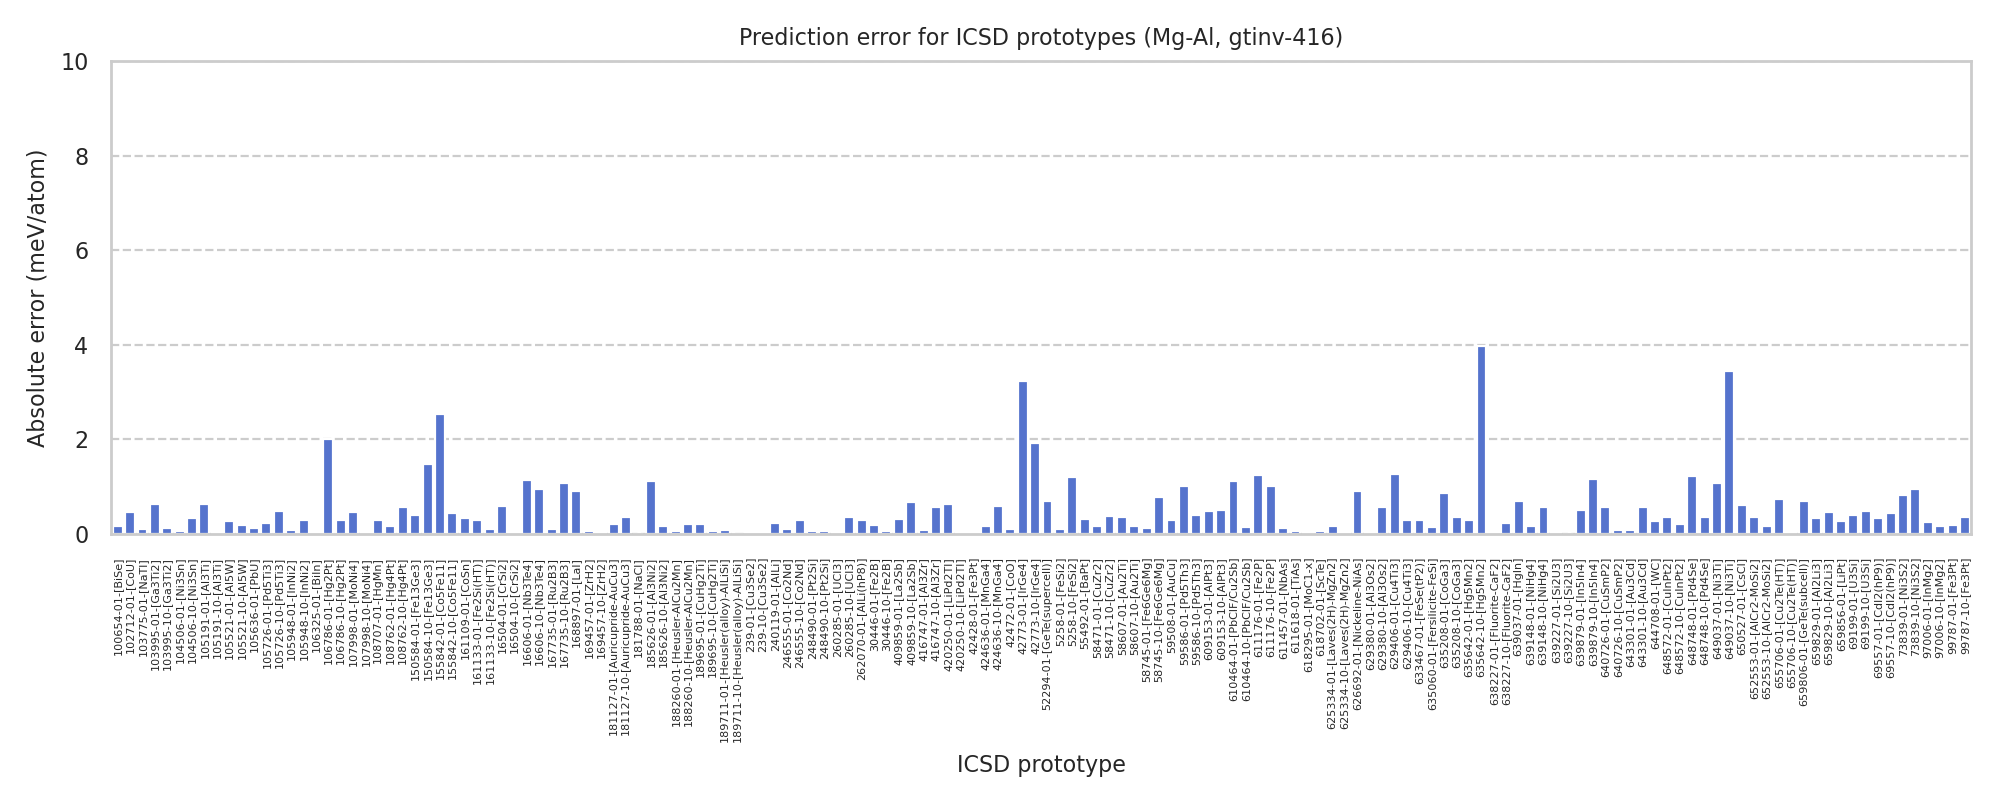 Prediction error for ICSD prototypes (Mg-Al, gtinv-416)
Absolute error (meV/atom)
10
8
6
4
2
0
100654-01-[BiSe]
102712-01-[CoU]
103775-01-[NaTl]
103995-01-[Ga3Ti2]
103995-10-[Ga3Ti2]
104506-01-[Ni3Sn]
104506-10-[Ni3Sn]
105191-01-[Al3Ti]
105191-10-[Al3Ti]
105521-01-[Al5W]
105521-10-[Al5W]
105636-01-[PbU]
105726-01-[Pd5Ti3]
105726-10-[Pd5Ti3]
105948-01-[InNi2]
105948-10-[InNi2]
106325-01-[BiIn]
106786-01-[Hg2Pt]
106786-10-[Hg2Pt]
107998-01-[MoNi4]
107998-10-[MoNi4]
108707-01-[HgMn]
108762-01-[Hg4Pt]
108762-10-[Hg4Pt]
150584-01-[Fe13Ge3]
150584-10-[Fe13Ge3]
155842-01-[Co5Fe11]
155842-10-[Co5Fe11]
161109-01-[CoSn]
161133-01-[Fe2Si(HT)]
161133-10-[Fe2Si(HT)]
16504-01-[CrSi2]
16504-10-[CrSi2]
16606-01-[Nb3Te4]
16606-10-[Nb3Te4]
167735-01-[Ru2B3]
167735-10-[Ru2B3]
168897-01-[LaI]
169457-01-[ZrH2]
169457-10-[ZrH2]
181127-01-[Auricupride-AuCu3]
181127-10-[Auricupride-AuCu3]
181788-01-[NaCl]
185626-01-[Al3Ni2]
185626-10-[Al3Ni2]
188260-01-[Heusler-AlCu2Mn]
188260-10-[Heusler-AlCu2Mn]
189695-01-[CuHg2Ti]
189695-10-[CuHg2Ti]
189711-01-[Heusler(alloy)-AlLiSi]
189711-10-[Heusler(alloy)-AlLiSi]
239-01-[Cu3Se2]
239-10-[Cu3Se2]
240119-01-[AlLi]
246555-01-[Co2Nd]
246555-10-[Co2Nd]
248490-01-[Pt2Si]
248490-10-[Pt2Si]
260285-01-[UCl3]
260285-10-[UCl3]
262070-01-[AlLi(hP8)]
30446-01-[Fe2B]
30446-10-[Fe2B]
409859-01-[La2Sb]
409859-10-[La2Sb]
416747-01-[Al3Zr]
416747-10-[Al3Zr]
420250-01-[LiPd2Tl]
420250-10-[LiPd2Tl]
42428-01-[Fe3Pt]
424636-01-[MnGa4]
424636-10-[MnGa4]
42472-01-[CoO]
42773-01-[IrGe4]
42773-10-[IrGe4]
52294-01-[GeTe(supercell)]
5258-01-[FeSi2]
5258-10-[FeSi2]
55492-01-[BaPt]
58471-01-[CuZr2]
58471-10-[CuZr2]
58607-01-[Au2Ti]
58607-10-[Au2Ti]
58745-01-[Fe6Ge6Mg]
58745-10-[Fe6Ge6Mg]
59508-01-[AuCu]
59586-01-[Pd5Th3]
59586-10-[Pd5Th3]
609153-01-[AlPt3]
609153-10-[AlPt3]
610464-01-[PbClF/Cu2Sb]
610464-10-[PbClF/Cu2Sb]
611176-01-[Fe2P]
611176-10-[Fe2P]
611457-01-[NbAs]
611618-01-[TiAs]
618295-01-[MoC1-x]
618702-01-[ScTe]
625334-01-[Laves(2H)-MgZn2]
625334-10-[Laves(2H)-MgZn2]
626692-01-[Nickeline-NiAs]
629380-01-[Al3Os2]
629380-10-[Al3Os2]
629406-01-[Cu4Ti3]
629406-10-[Cu4Ti3]
633467-01-[FeSe(tP2)]
635060-01-[Fersilicite-FeSi]
635208-01-[CoGa3]
635208-10-[CoGa3]
635642-01-[Hg5Mn2]
635642-10-[Hg5Mn2]
638227-01-[Fluorite-CaF2]
638227-10-[Fluorite-CaF2]
639037-01-[HgIn]
639148-01-[NiHg4]
639148-10-[NiHg4]
639227-01-[Si2U3]
639227-10-[Si2U3]
639879-01-[In5In4]
639879-10-[In5In4]
640726-01-[CuSmP2]
640726-10-[CuSmP2]
643301-01-[Au3Cd]
643301-10-[Au3Cd]
644708-01-[WC]
648572-01-[CuInPt2]
648572-10-[CuInPt2]
648748-01-[Pd4Se]
648748-10-[Pd4Se]
649037-01-[Ni3Ti]
649037-10-[Ni3Ti]
650527-01-[CsCl]
652553-01-[AlCr2-MoSi2]
652553-10-[AlCr2-MoSi2]
655706-01-[Cu2Te(HT)]
655706-10-[Cu2Te(HT)]
659806-01-[GeTe(subcell)]
659829-01-[Al2Li3]
659829-10-[Al2Li3]
659856-01-[LiPt]
69199-01-[U3Si]
69199-10-[U3Si]
69557-01-[CdI2(hP9)]
69557-10-[CdI2(hP9)]
73839-01-[Ni3S2]
73839-10-[Ni3S2]
97006-01-[InMg2]
97006-10-[InMg2]
99787-01-[Fe3Pt]
99787-10-[Fe3Pt]
ICSD prototype